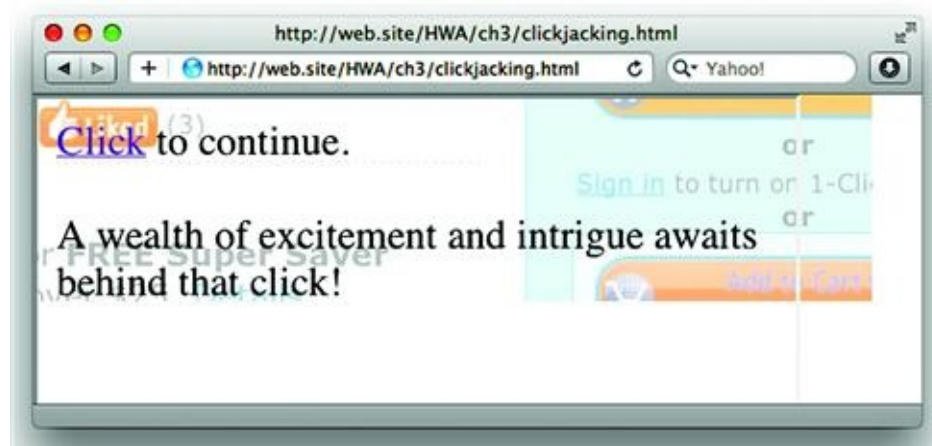 http://web.site/HWA/ch3/clickjacking.html
+ http://web.site/HWA/ch3/clickjacking.html Q Yahoo!
Liked (3)
Click to continue.
or
Sign in to turn on 1-Cli
or
A wealth of excitement and intrigue awaits
r FREE Super Saver
behind that click!
Add to Cart